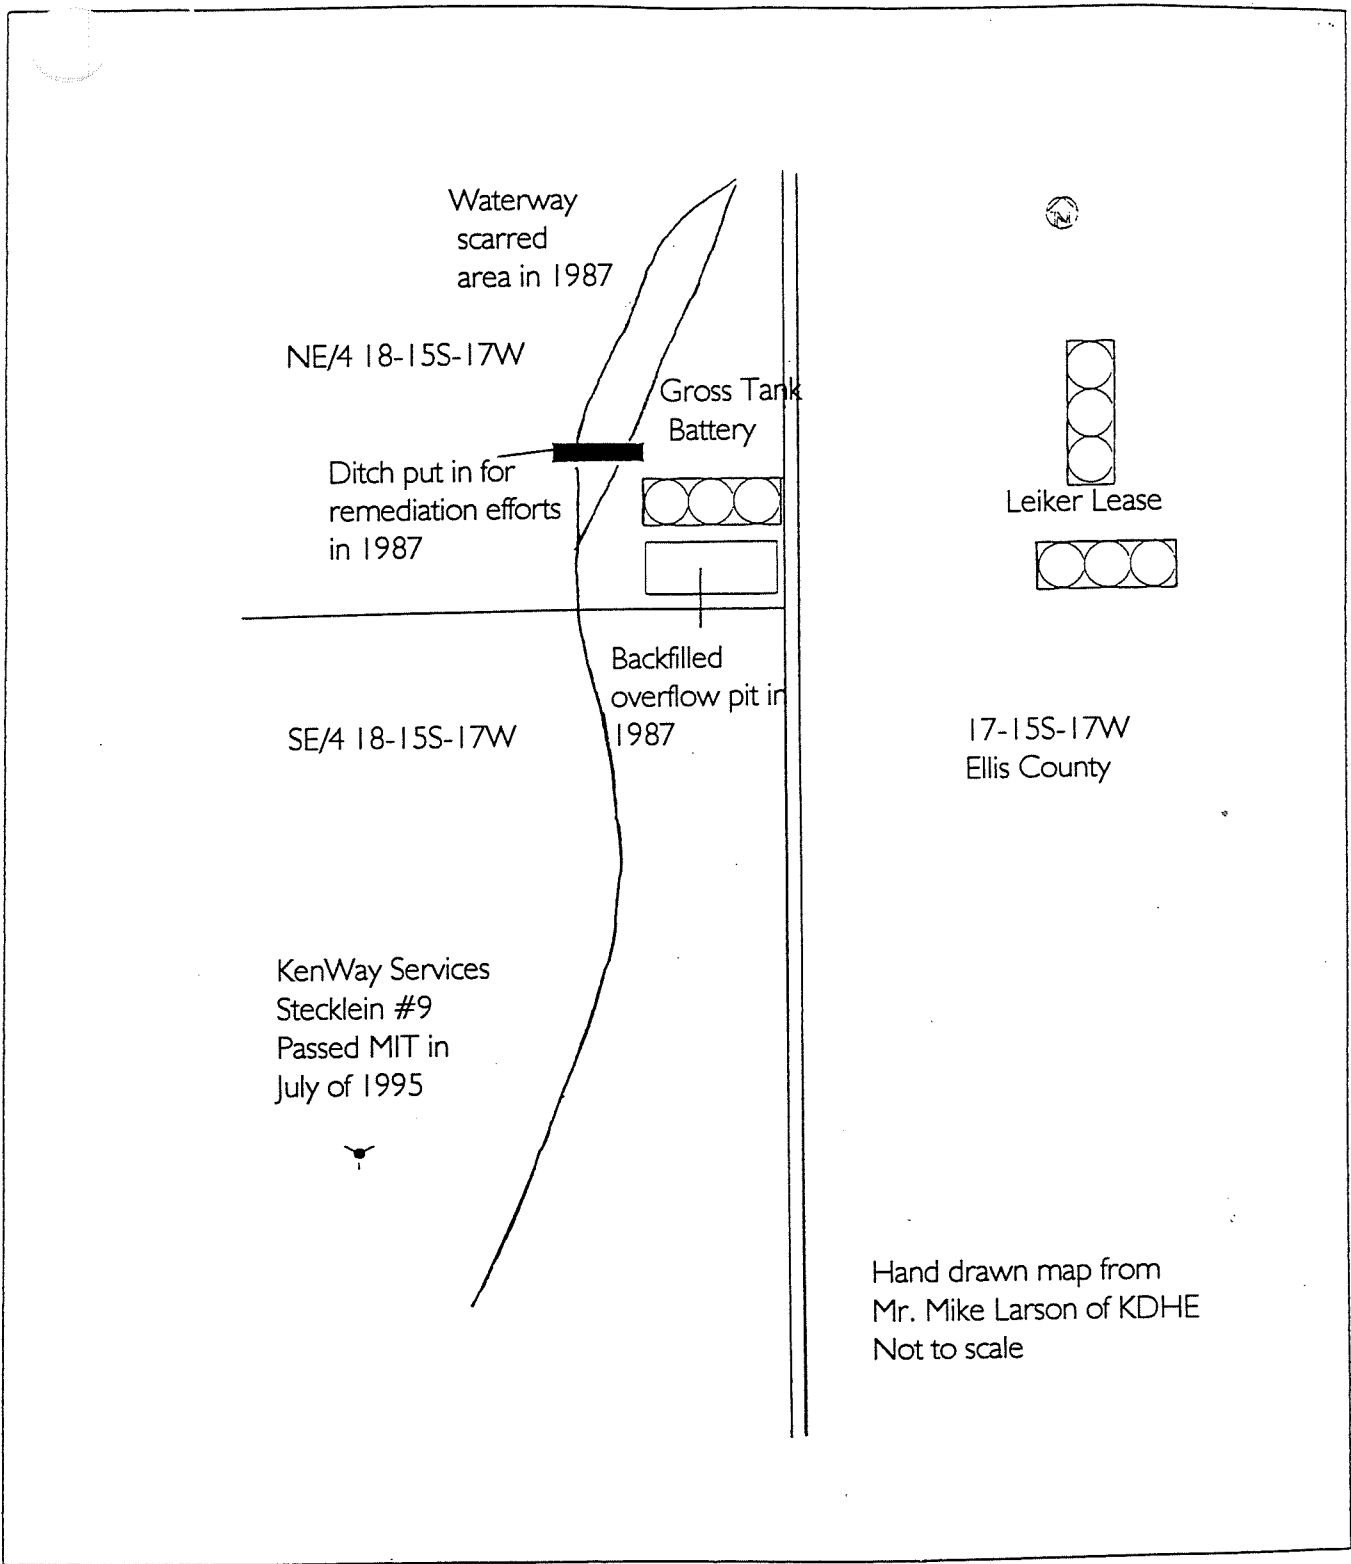 Waterway
scarred
area in 1987
N
NE/4 18-15S-17W
Gross Tank
Battery
Ditch put in for
remediation efforts
in 1987
Leiker Lease
Backfilled
overflow pit in
1987
SE/4 18-15S-17W
17-15S-17W
Ellis County
KenWay Services
Stecklein #9
Passed MIT in
July of 1995
Hand drawn map from
Mr. Mike Larson of KDHE
Not to scale